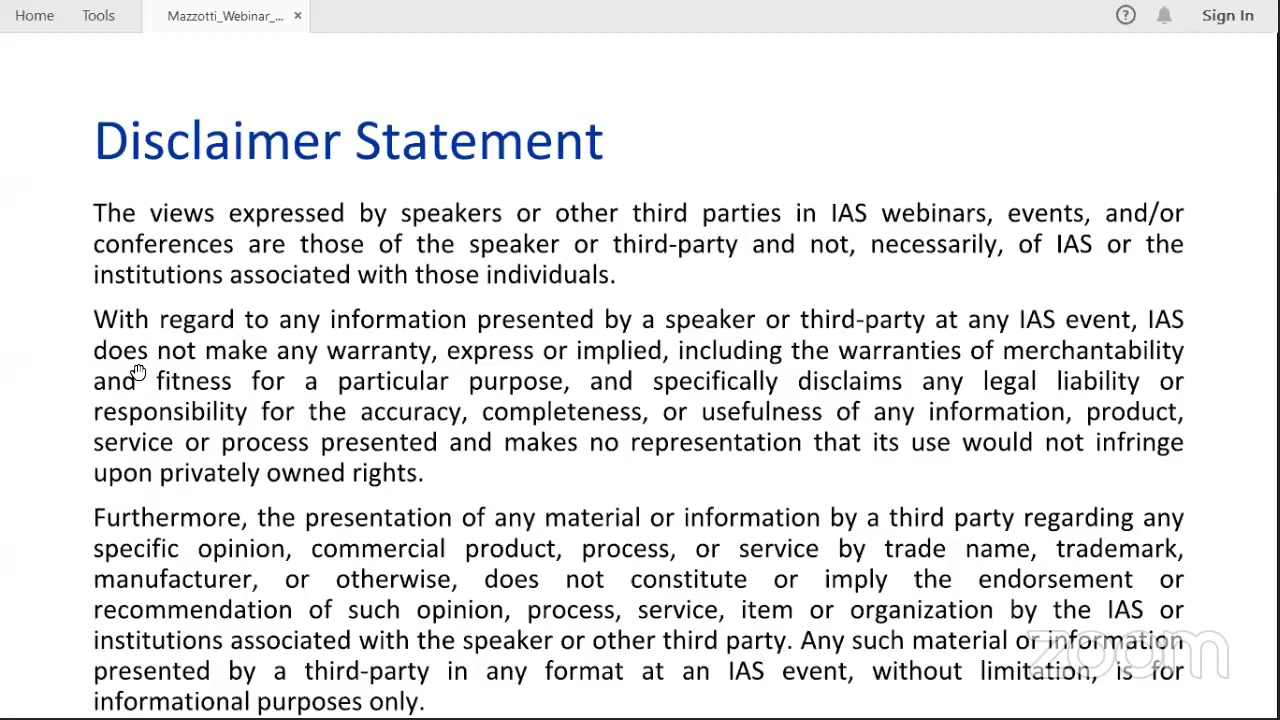 Home Tools Mazzotti_Webinar_... × ? Sign In
Disclaimer Statement
The views expressed by speakers or other third parties in IAS webinars, events, and/or
conferences are those of the speaker or third-party and not, necessarily, of IAS or the
institutions associated with those individuals.
With regard to any information presented by a speaker or third-party at any IAS event, IAS
does not make any warranty, express or implied, including the warranties of merchantability
and fitness for a particular purpose, and specifically disclaims any legal liability or
responsibility for the accuracy, completeness, or usefulness of any information, product,
service or process presented and makes no representation that its use would not infringe
upon privately owned rights.
Furthermore, the presentation of any material or information by a third party regarding any
specific opinion, commercial product, process, or service by trade name, trademark,
manufacturer, or otherwise, does not constitute or imply the endorsement or
recommendation of such opinion, process, service, item or organization by the IAS or
institutions associated with the speaker or other third party. Any such material or information
presented by a third-party in any format at an IAS event, without limitation, is for
informational purposes only.
zoom